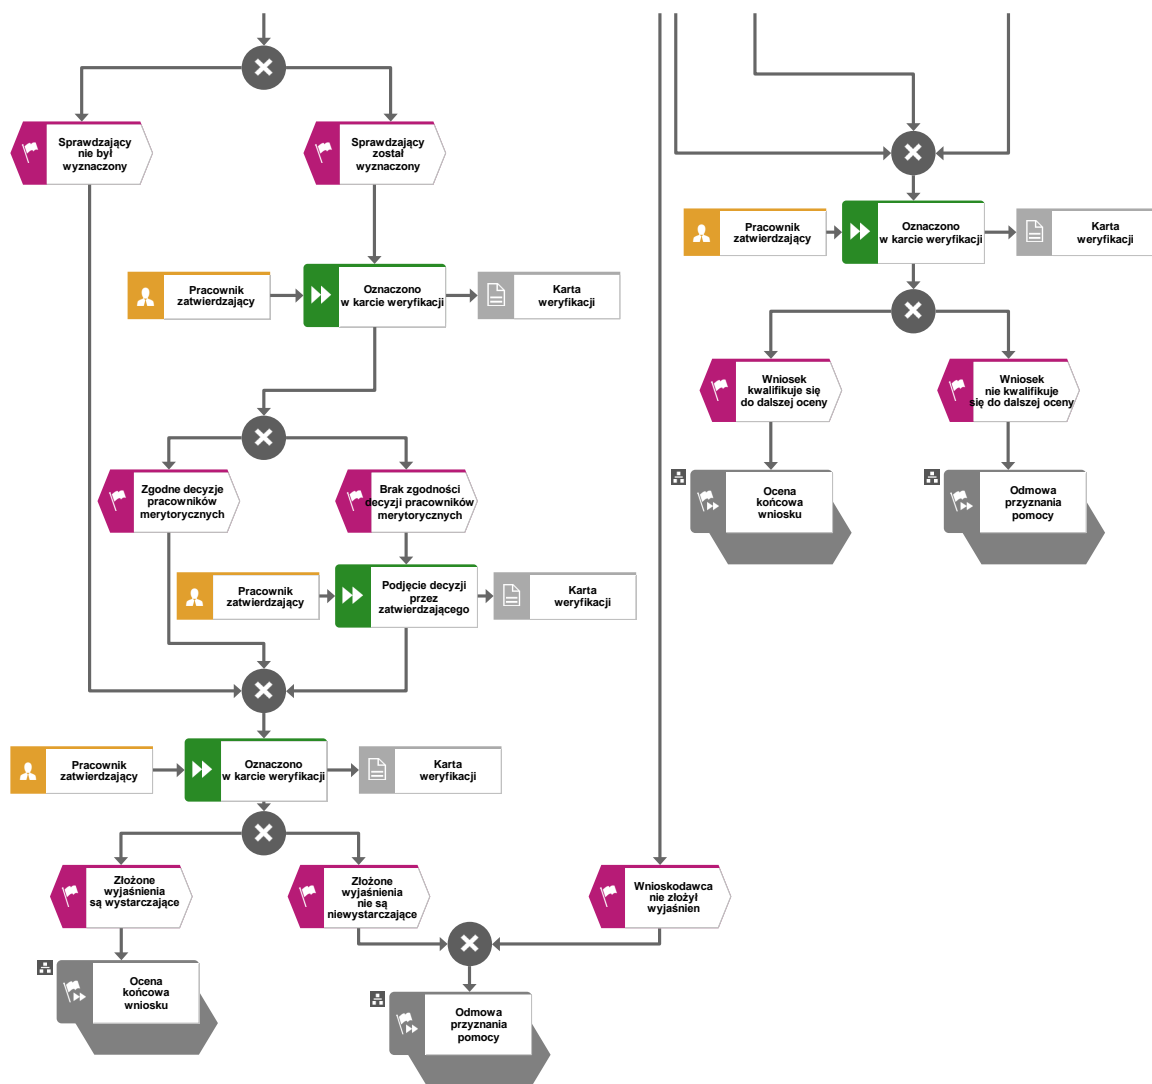 Sprawdzający
nie był
wyznaczony
Sprawdzający
został
wyznaczony
Pracownik
zatwierdzający
Oznaczono
w karcie weryfikacji
Karta
weryfikacji
Pracownik
zatwierdzający
Oznaczono
w karcie weryfikacji
Karta
weryfikacji
Wniosek
kwalifikuje się
do dalszej oceny
Wniosek
nie kwalifikuje
się do dalszej oceny
Zgodne decyzje
pracowników
merytorycznych
Brak zgodności
decyzji pracowników
merytorycznych
Ocena
końcowa
wniosku
Odmowa
przyznania
pomocy
Pracownik
zatwierdzający
Podjęcie decyzji
przez
zatwierdzającego
Karta
weryfikacji
Pracownik
zatwierdzający
Oznaczono
w karcie weryfikacji
Karta
weryfikacji
Złożone
wyjaśnienia
są wystarczające
Złożone
wyjaśnienia
nie są
niewystarczające
Wnioskodawca
nie złożył
wyjaśnien
Ocena
końcowa
wniosku
Odmowa
przyznania
pomocy